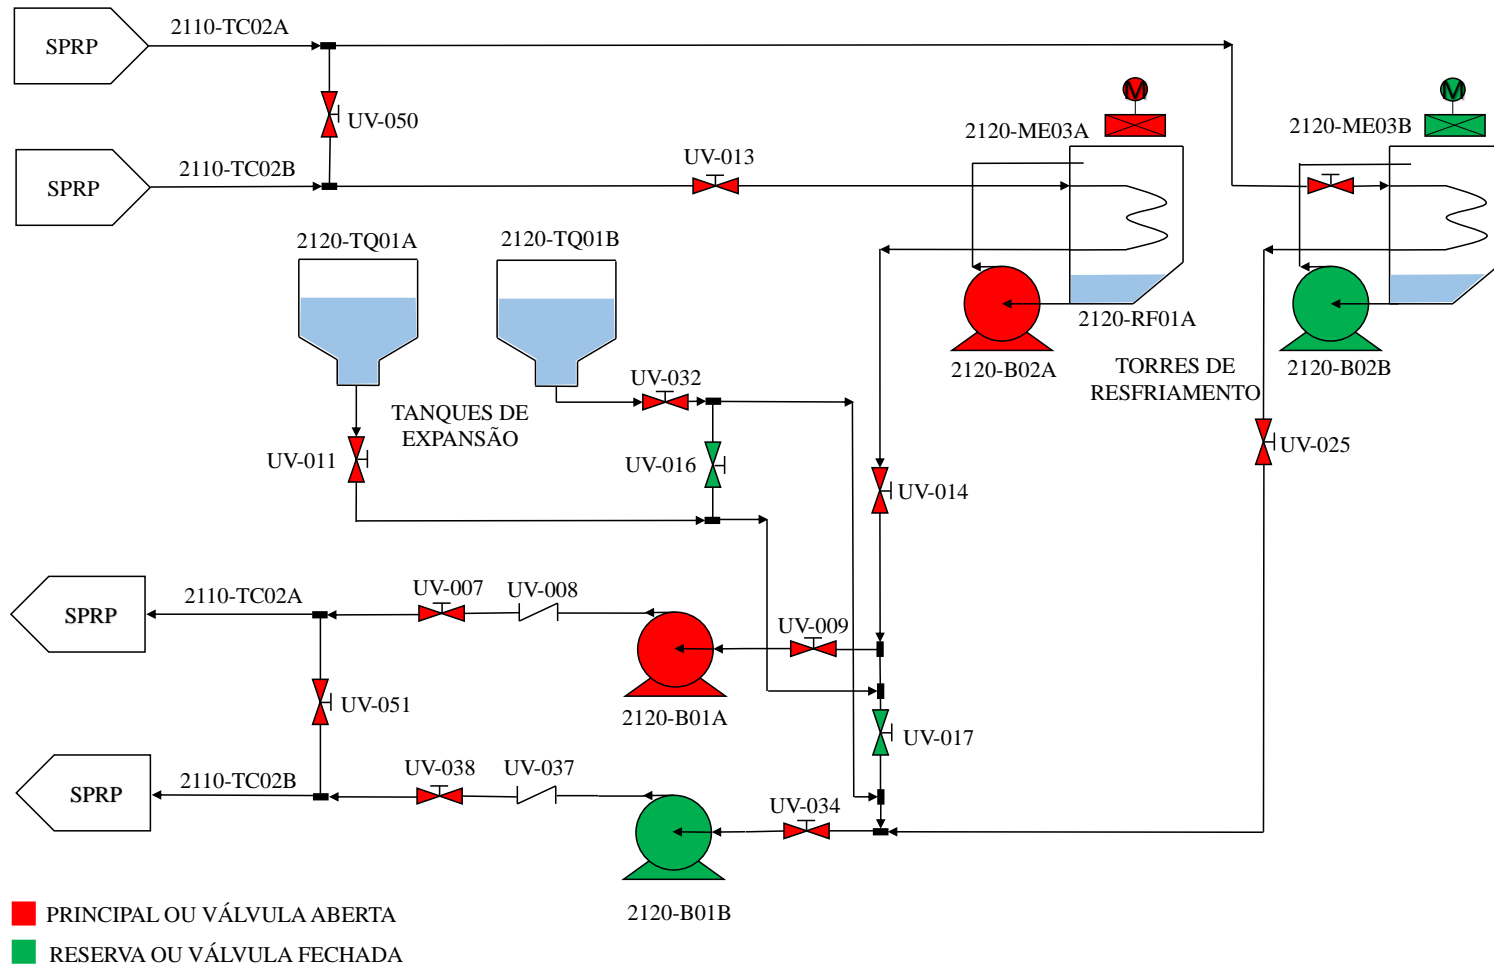 SPRP
2110-TC02A
UV-050
SPRP
2110-TC02B
UV-013
2120-ME03A
M
2120-ME03B
M
2120-TQ01A
2120-TQ01B
2120-RF01A
2120-B02A
TORRES DE
RESFRIAMENTO
2120-B02B
UV-032
TANQUES DE
EXPANSÃO
UV-011
UV-016
UV-014
UV-025
SPRP
2110-TC02A
UV-007
UV-008
UV-009
2120-B01A
UV-051
UV-017
SPRP
2110-TC02B
UV-038
UV-037
UV-034
2120-B01B
PRINCIPAL OU VÁLVULA ABERTA
RESERVA OU VÁLVULA FECHADA